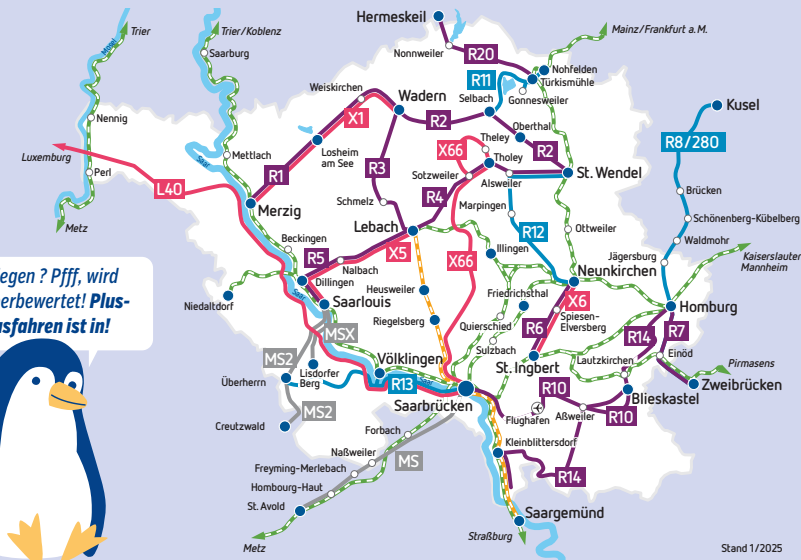 Hermeskeil
Trier
Trier/Koblenz
Mainz/Frankfurt a.M.
Mosel
Saarburg
Nonnweiler
R20
Nohfelden
Türkismühle
R11
Weiskirchen
Wadern
Selbach
Gonnesweiler
Kusel
X1
R2
Oberthal
Nennig
Theley
R8/280
Luxemburg
Mettlach
Saar
Losheim
am See
X66
R2
Perl
R1
R3
Tholey
L40
Sotzweiler
Alsweiler
St. Wendel
Brücken
Merzig
Schmelz
R4
Marpingen
Schönenberg-Kübelberg
Metz
Lebach
R12
Ottweiler
Waldmohr
Beckingen
R5
X5
Illingen
Jägersburg
Kaiserslauter
Mannheim
egen ? Pfff, wird
erbewertet! Plus-
usfahren ist in!
Nalbach
X66
Neunkirchen
Dillingen
Saar
Niedaltdorf
Saarlouis
Heusweiler
Friedrichsthal
X6
Homburg
MSX
Riegelsberg
Quierschied
R6
Spiesen-
Elversberg
R14
R7
MS2
Völklingen
Sulzbach
Einöd
Lisdorfer
Berg
St. Ingbert
Lautzkirchen
Pirmasens
Überherrn
R13
Saar
R10
Zweibrücken
MS2
Saarbrücken
Blieskastel
Creutzwald
Flughafen
Aßweiler
R10
Forbach
Kleinblittersdorf
Naßweiler
MS
Freyming-Merlebach
R14
Hombourg-Haut
St. Avold
Saargemünd
Metz
Straßburg
Stand 1/2025